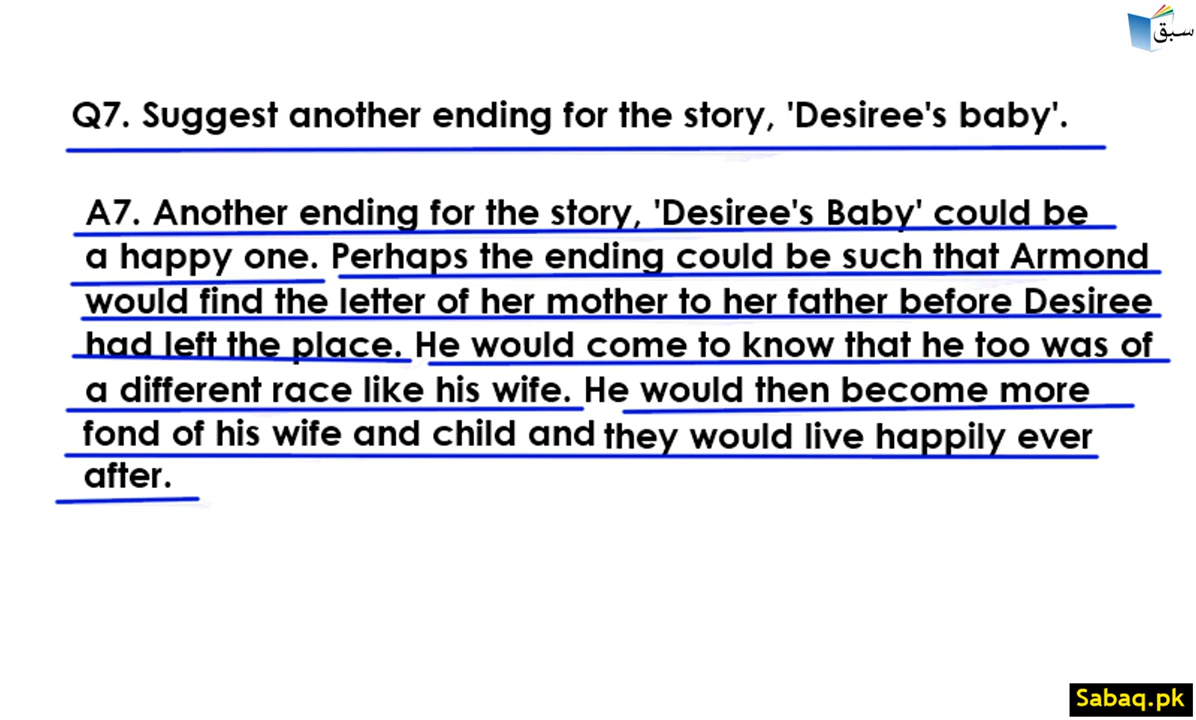 سبق
Q7. Suggest another ending for the story, 'Desiree's baby'.
A7. Another ending for the story, 'Desiree's Baby' could be
a happy one. Perhaps the ending could be such that Armond
would find the letter of her mother to her father before Desiree
had left the place. He would come to know that he too was of
a different race like his wife. He would then become more
fond of his wife and child and they would live happily ever
after.
Sabaq.pk